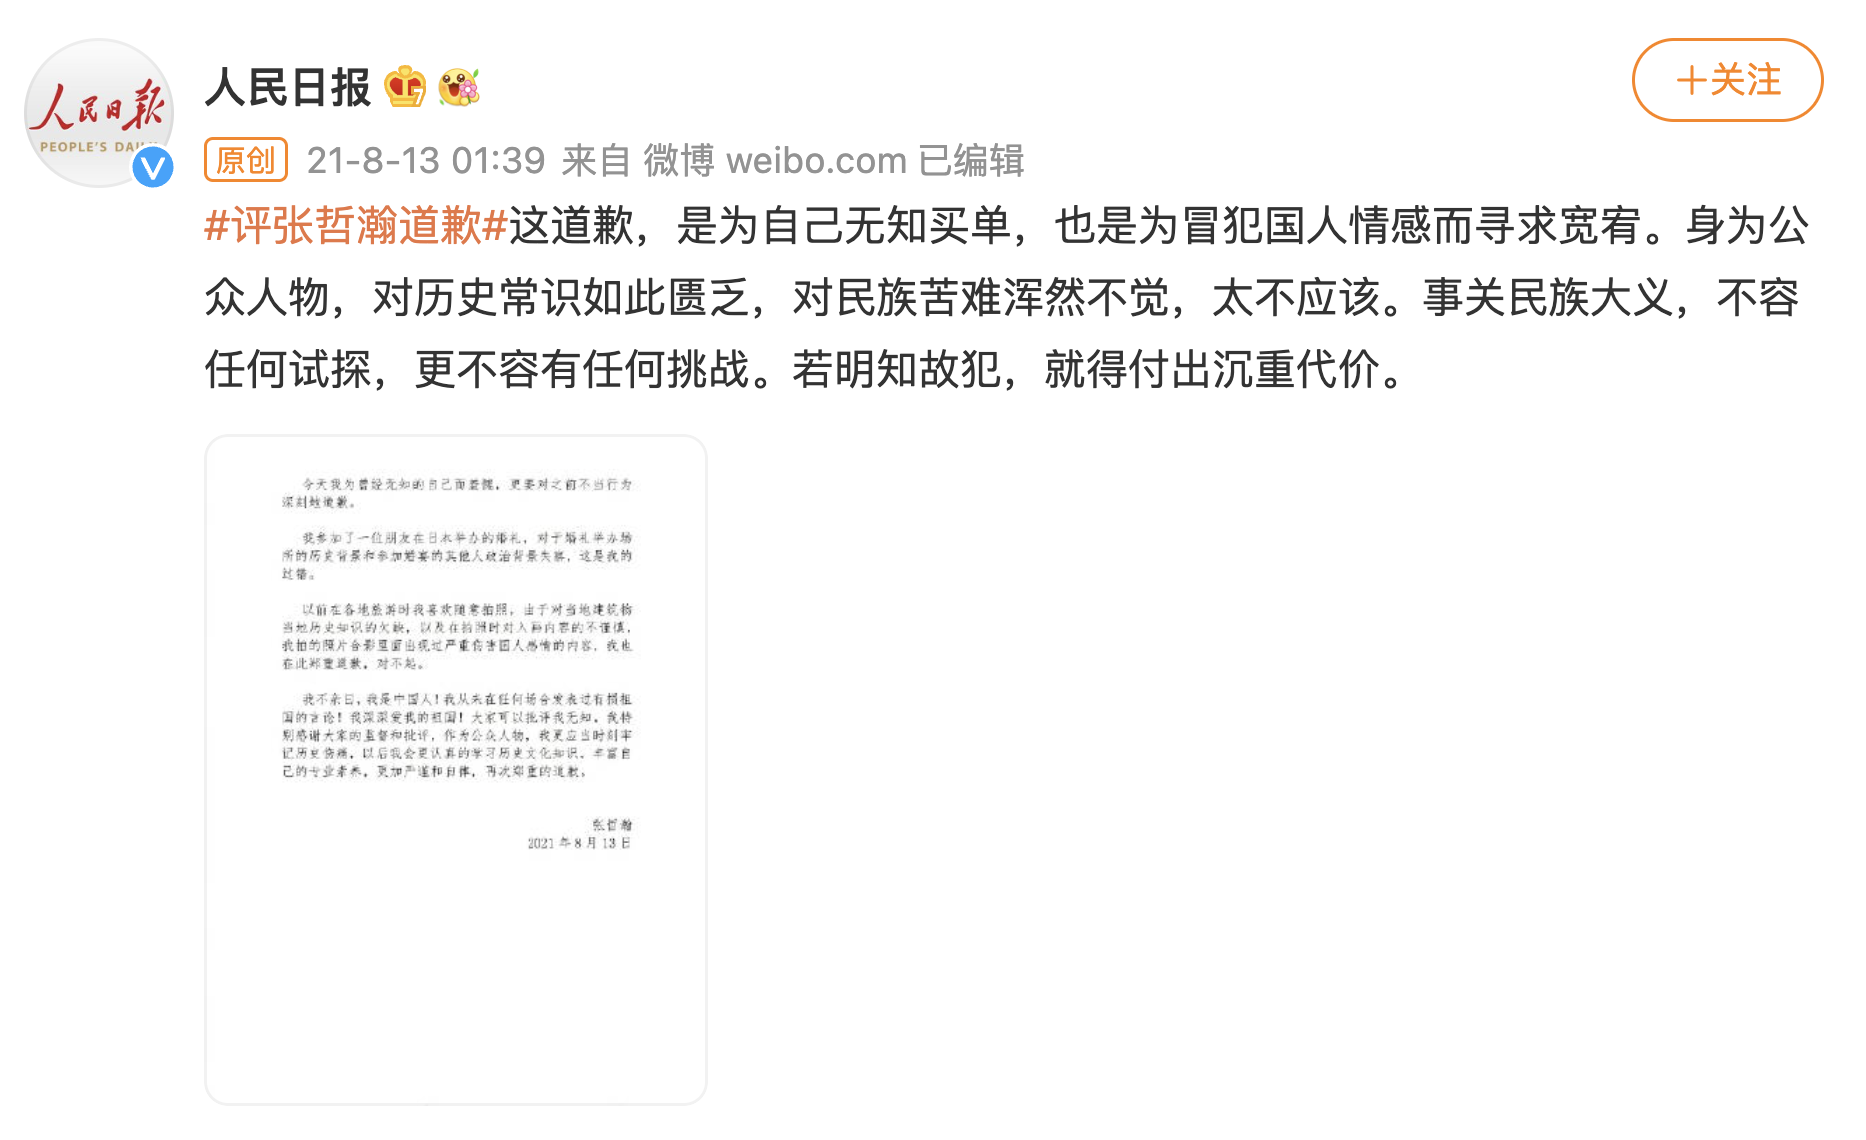 人民日报
人民日报
PEOPLE'S DAILY
+关注
原创 21-8-13 01:39 来自 微博 weibo.com 已编辑
#评张哲瀚道歉#这道歉，是为自己无知买单，也是为冒犯国人情感而寻求宽宥。身为公
众人物，对历史常识如此匮乏，对民族苦难浑然不觉，太不应该。事关民族大义，不容
任何试探，更不容有任何挑战。若明知故犯，就得付出沉重代价。
今天我为曾经无知的自己而羞愧，更要对之前不当行为
深刻地道歉。
我参加了一位朋友在日本举办的婚礼，对于婚礼举办场
所的历史背景和参加婚宴的其他人政治背景失察，这是我的
过错。
以前在各地旅游时我喜欢随意拍照，由于对当地建筑物
当地历史知识的欠缺，以及在拍照时对入画内容的不谨慎，
我拍的照片合影里面出现过严重伤害国人感情的内容，我也
在此郑重道歉，对不起。
我不亲日，我是中国人！我从未在任何场合发表过有损祖
国的言论！我深深爱我的祖国！大家可以批评我无知，我特
别感谢大家的监督和批评，作为公众人物，我更应当时刻牢
记历史伤痛，以后我会更认真的学习历史文化知识，丰富自
己的专业素养，更加严谨和自律，再次郑重的道歉。
张哲瀚
2021 年 8 月 13 日